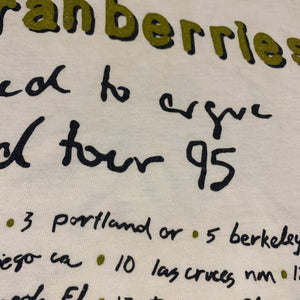 ranberries
ed to argue
d tour 95
• 3 portland or • 5 berkeley
iego ca • 10 las cruces nm •